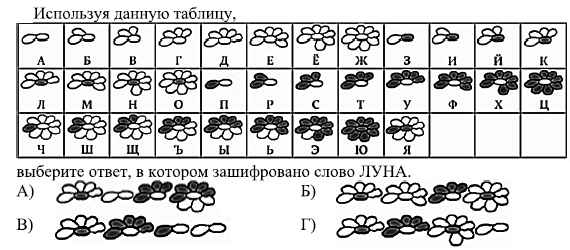 Используя данную таблицу,
А Б В Г Д Е Ё Ж З И Й К
Л М Н О П Р С Т У Ф Х Ц
Ч Ш Щ Ъ Ы Ь Э Ю Я
выберите ответ, в котором зашифровано слово ЛУНА.
А) Б)
В) Г)